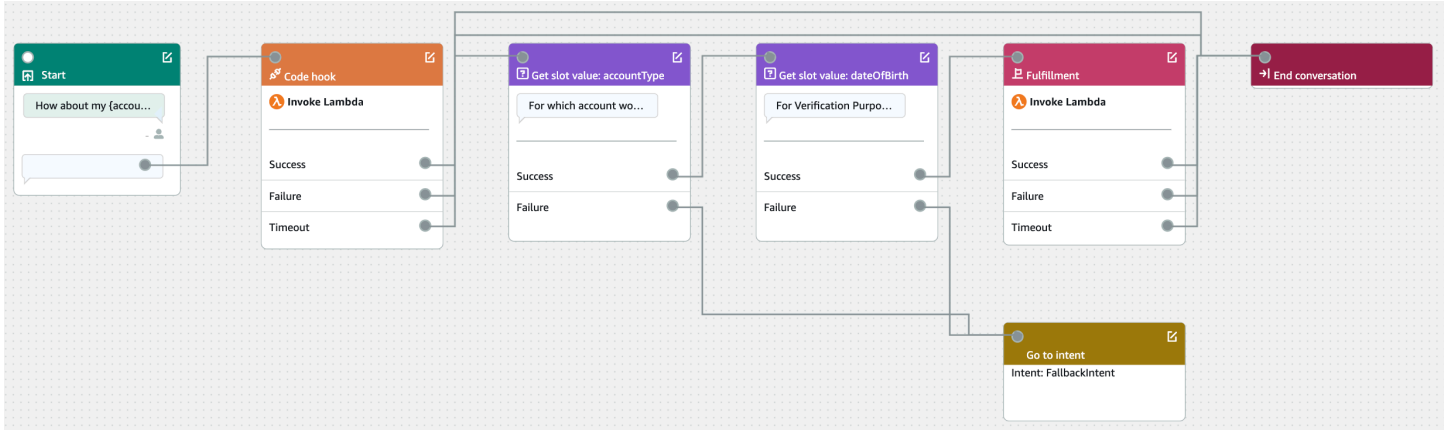 Start
How about my {accou...
-
Code hook
λ Invoke Lambda
Success
Failure
Timeout
Get slot value: accountType
For which account wo...
Success
Failure
Get slot value: dateOfBirth
For Verification Purpo...
Success
Failure
Fulfillment
λ Invoke Lambda
Success
Failure
Timeout
End conversation
Go to intent
Intent: FallbackIntent